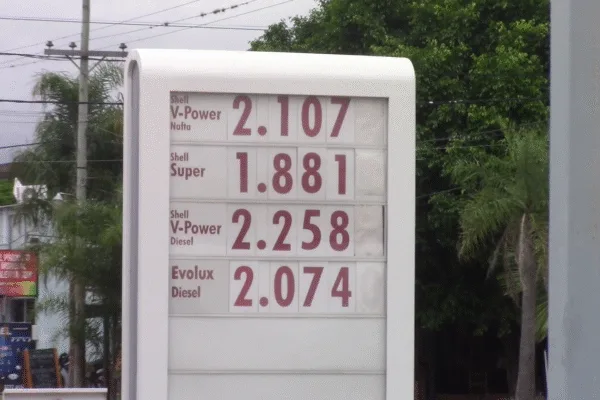 Shell
V-Power 2.107
Nafta
Shell
Super 1.881
Shell
V-Power 2.258
Diesel
Evolux 2.074
Diesel